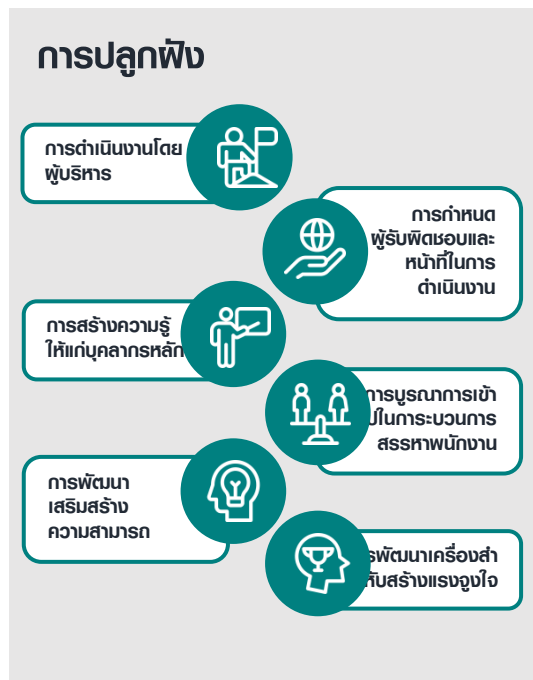 การปลูกฝัง
การดำเนินงานโดย
ผู้บริหาร
การกำหนด
ผู้รับผิดชอบและ
หน้าที่ในการ
ดำเนินงาน
การสร้างความรู้
ให้แก่บุคลากรหลัก
ารบูรณาการเข้า
ปในการะบวนการ
สรรหาพนักงาน
การพัฒนา
เสริมสร้าง
ความสามารถ
รพัฒนาเครื่องสำ
หับสร้างแรงจูงใจ